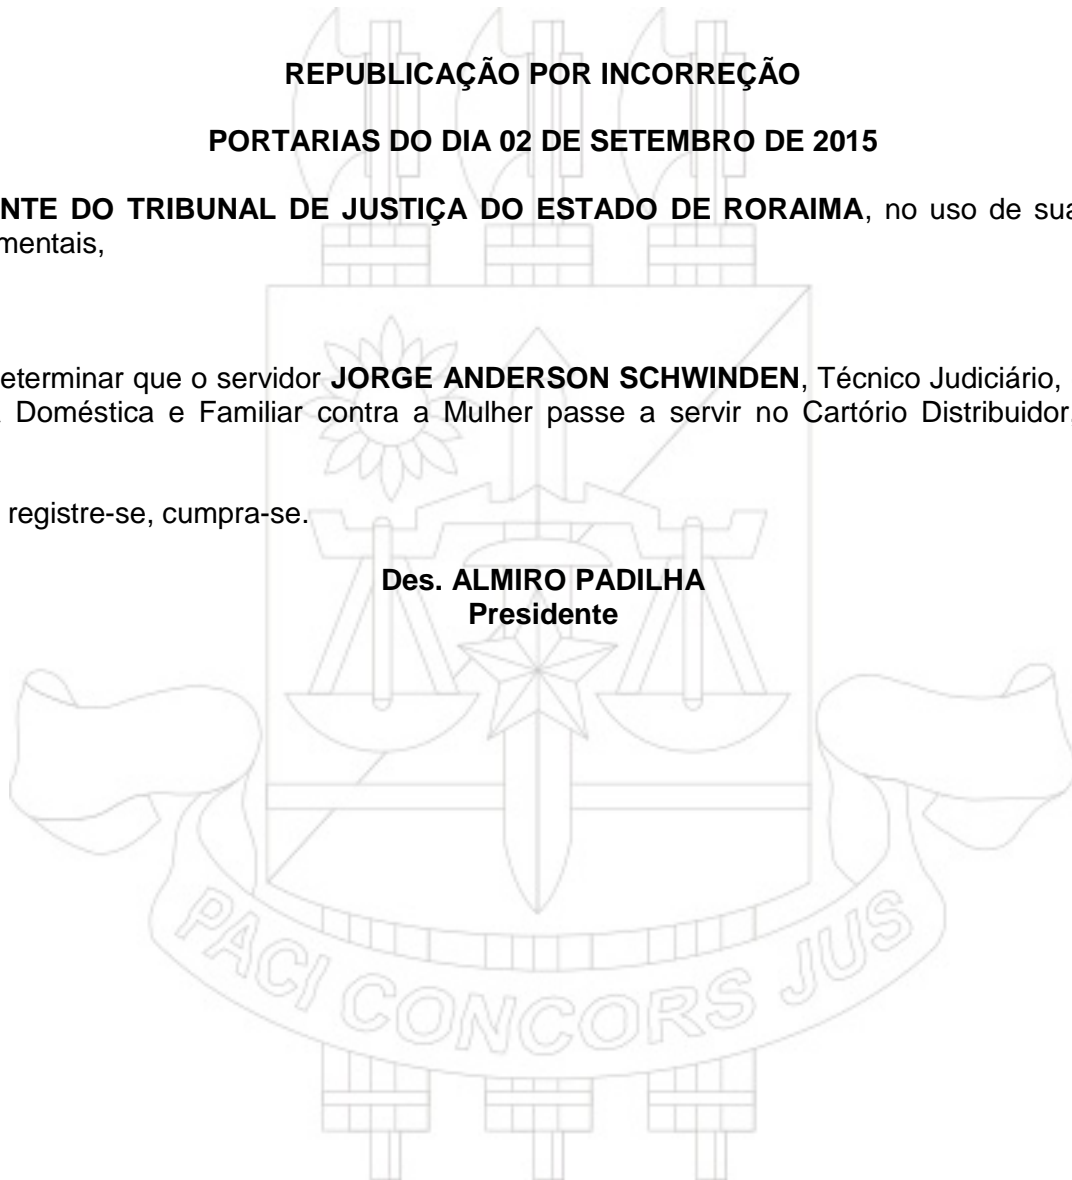 REPUBLICAÇÃO POR INCORREÇÃO
PORTARIAS DO DIA 02 DE SETEMBRO DE 2015
NTE DO TRIBUNAL DE JUSTIÇA DO ESTADO DE RORAIMA, no uso de sua
mentais,
eterminar que o servidor JORGE ANDERSON SCHWINDEN, Técnico Judiciário,
Doméstica e Familiar contra a Mulher passe a servir no Cartório Distribuidor,
registre-se, cumpra-se.
Des. ALMIRO PADILHA
Presidente
PACI CONCORS JUS